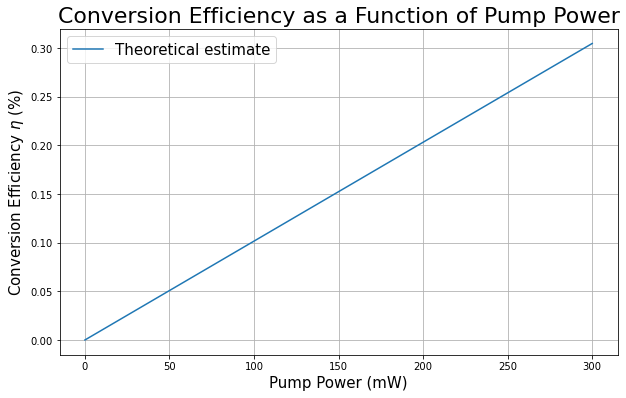 Conversion Efficiency as a Function of Pump Power
Theoretical estimate
Conversion Efficiency η (%)
0.30
0.25
0.20
0.15
0.10
0.05
0.00
0 50 100 150 200 250 300
Pump Power (mW)